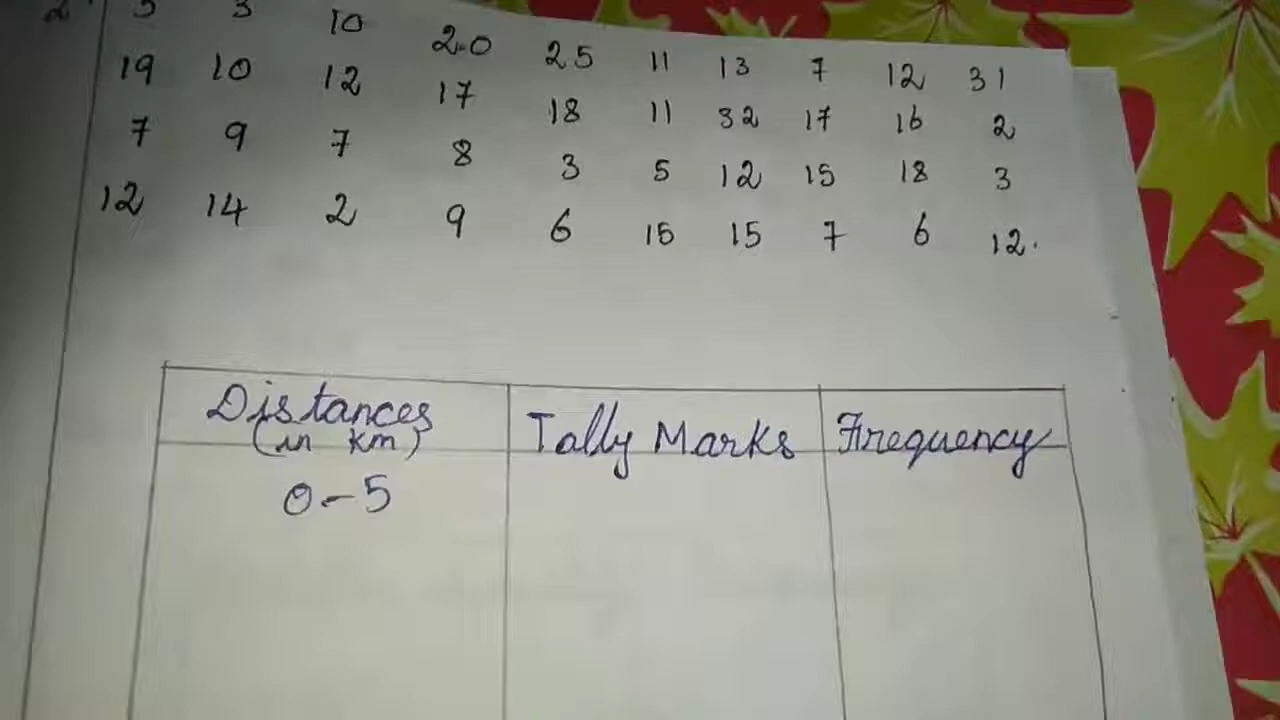 10 20 25 11 13 7 12 31
19 10 12 17 18 11 32 17 16 2
7 9 7 8 3 5 12 15 18 3
12 14 2 9 6 15 15 7 6 12.
Distances Tally Marks Frequency
(in km)
0-5